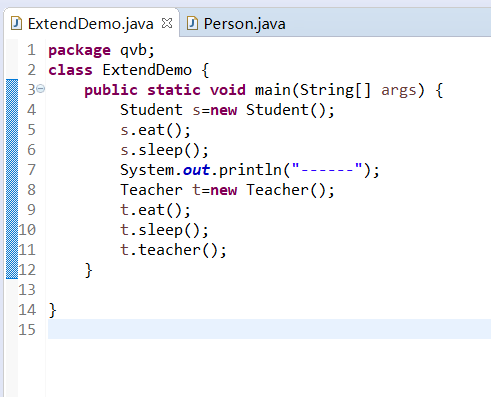 ExtendDemo.java Person.java
1 package qvb;
2 class ExtendDemo {
3 public static void main(String[] args) {
4 Student s=new Student();
5 s.eat();
6 s.sleep();
7 System.out.println("------");
8 Teacher t=new Teacher();
9 t.eat();
10 t.sleep();
11 t.teacher();
12 }
13
14 }
15